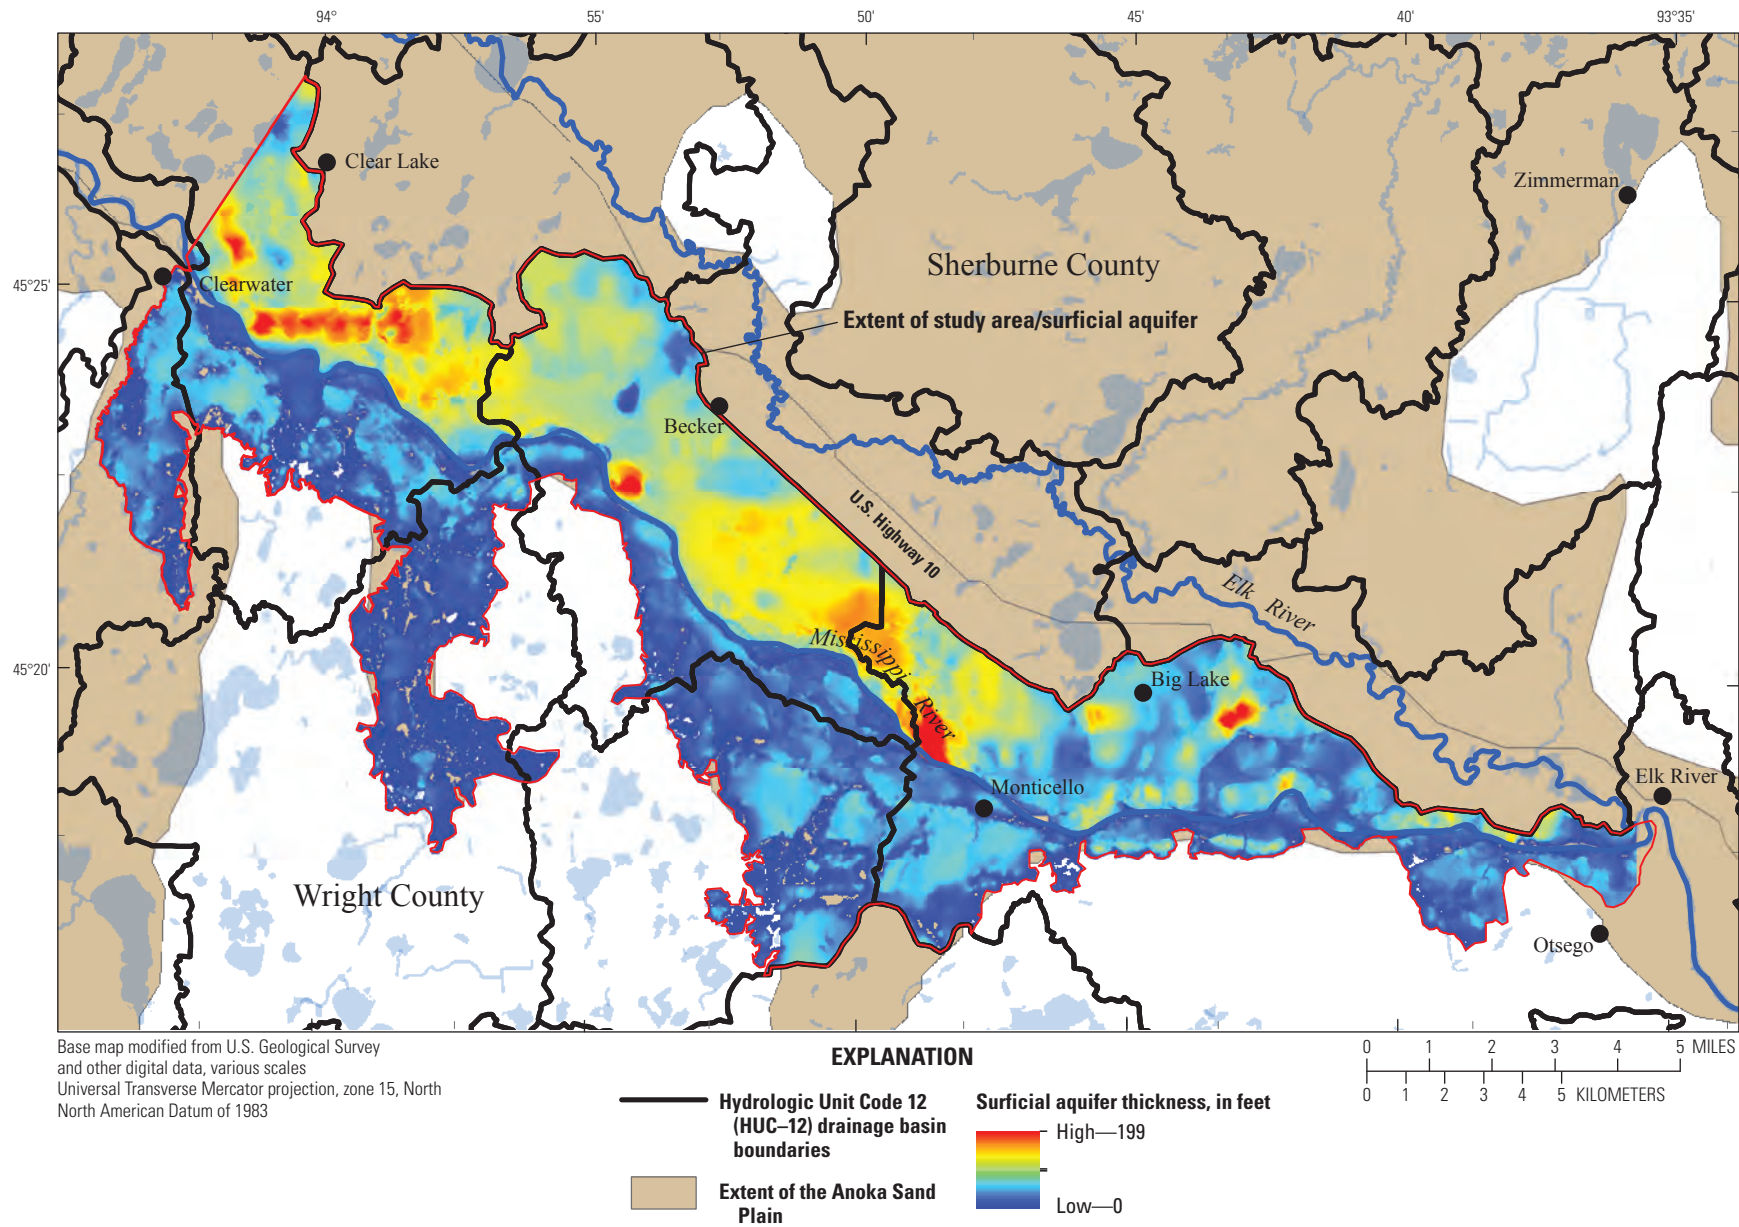 94°
55'
50'
45'
40'
93°35'
Clear Lake
Zimmerman
Sherburne County
45°25'
Clearwater
Extent of study area/surficial aquifer
Becker
U.S. Highway 10
Elk River
Mississippi River
45°20'
Big Lake
Elk River
Monticello
Wright County
Otsego
Base map modified from U.S. Geological Survey
and other digital data, various scales
Universal Transverse Mercator projection, zone 15, North
North American Datum of 1983
EXPLANATION
Hydrologic Unit Code 12
(HUC–12) drainage basin
boundaries
Extent of the Anoka Sand
Plain
Surficial aquifer thickness, in feet
High—199
Low—0
0 1 2 3 4 5 MILES
0 1 2 3 4 5 KILOMETERS